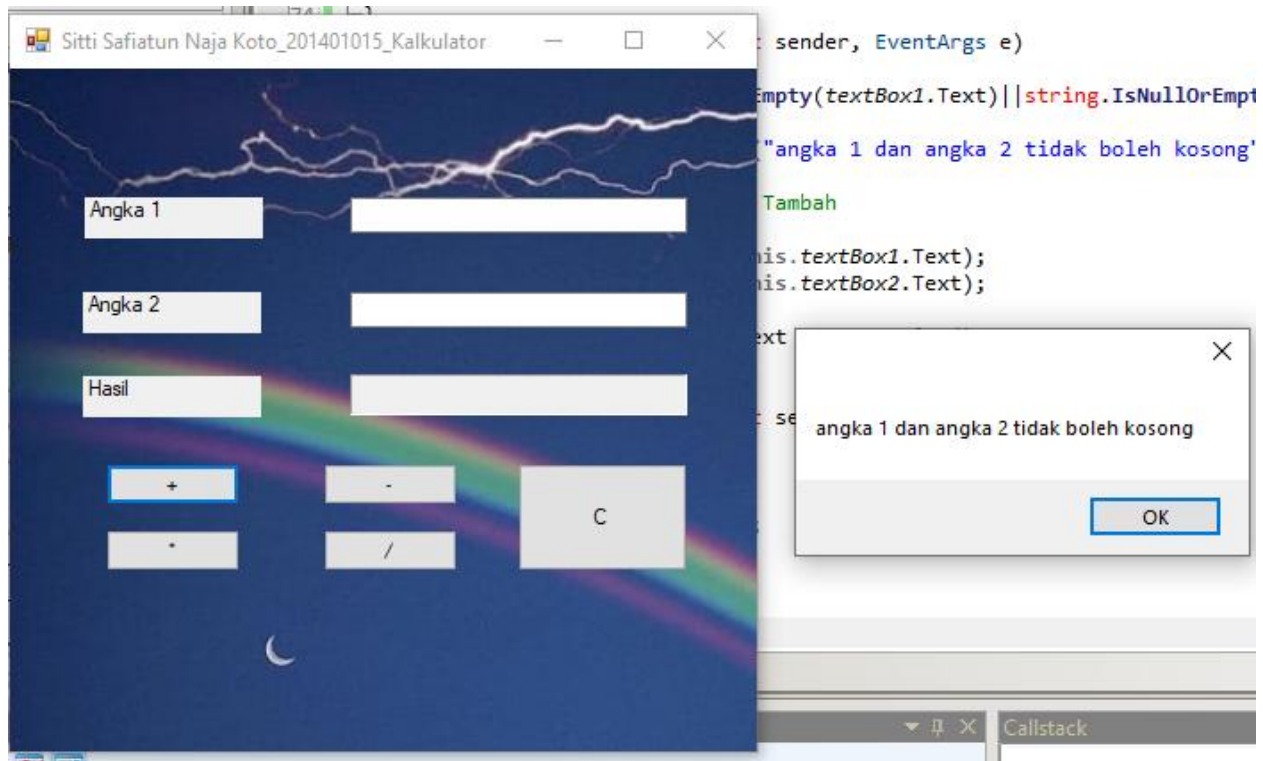 74
Sitti Safiatun Naja Koto_201401015_Kalkulator
sender, EventArgs e)
Empty(textBox1.Text)||string.IsNullOrEmpt
"angka 1 dan angka 2 tidak boleh kosong"
Angka 1
Tambah
his.textBox1.Text);
Angka 2
his.textBox2.Text);
ext
Hasil
se
angka 1 dan angka 2 tidak boleh kosong
+
-
C
OK
*
/
Callstack